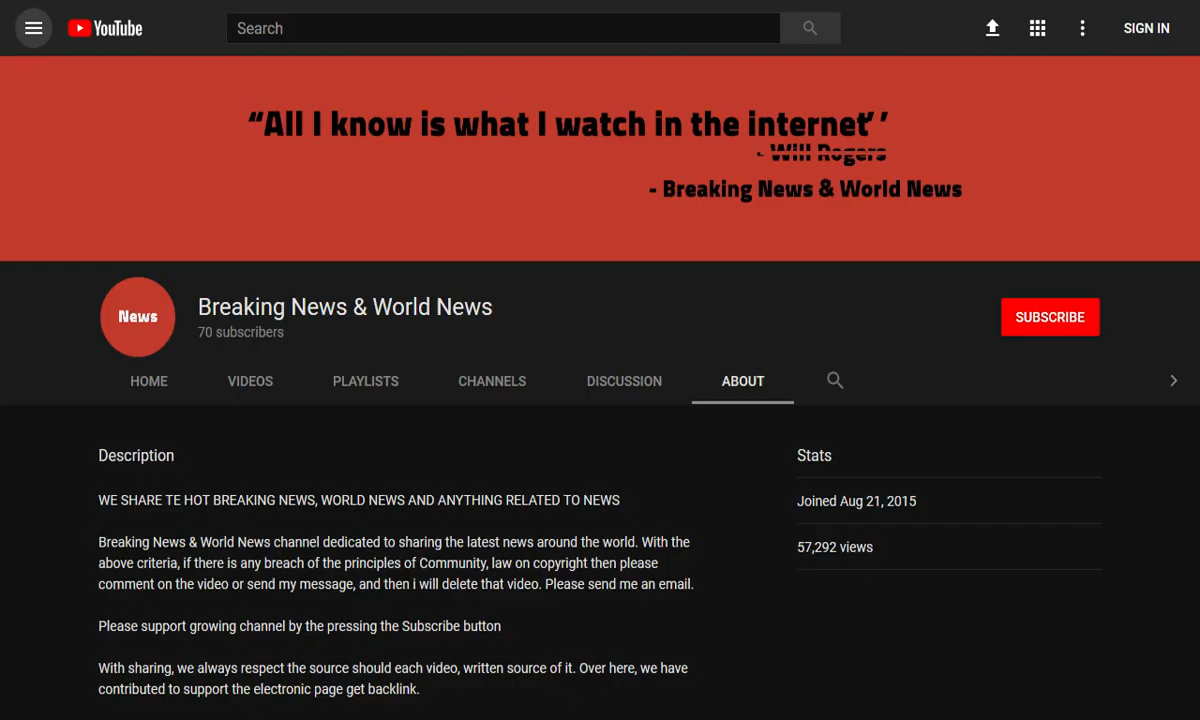 YouTube
Search
SIGN IN
“All I know is what I watch in the internet’’
- Will Rogers
- Breaking News & World News
News
Breaking News & World News
70 subscribers
SUBSCRIBE
HOME VIDEOS PLAYLISTS CHANNELS DISCUSSION ABOUT
Description
WE SHARE TE HOT BREAKING NEWS, WORLD NEWS AND ANYTHING RELATED TO NEWS
Breaking News & World News channel dedicated to sharing the latest news around the world. With the
above criteria, if there is any breach of the principles of Community, law on copyright then please
comment on the video or send my message, and then i will delete that video. Please send me an email.
Please support growing channel by the pressing the Subscribe button
With sharing, we always respect the source should each video, written source of it. Over here, we have
contributed to support the electronic page get backlink.
Stats
Joined Aug 21, 2015
57,292 views